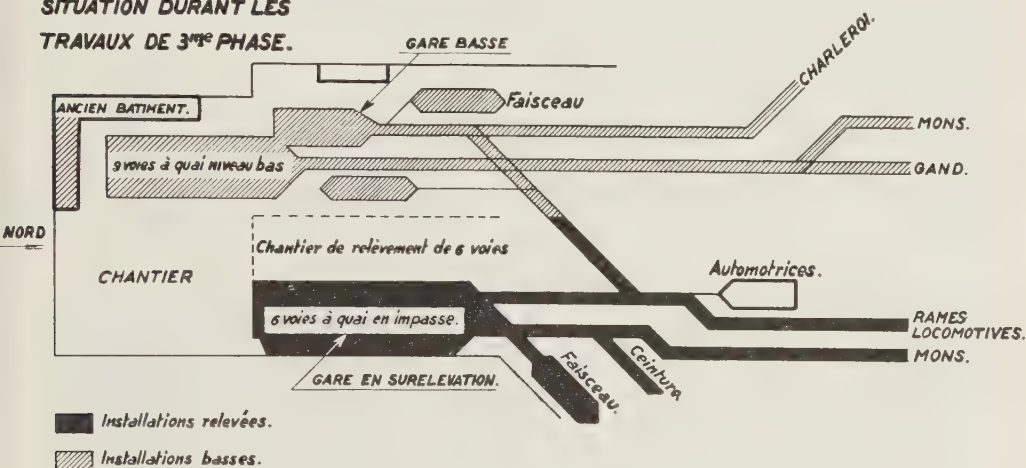 SITUATION DURANT LES
TRAVAUX DE 3me PHASE.
GARE BASSE
CHARLEROI.
ANCIEN BATIMENT.
Faisceau
MONS.
9 voies à quai niveau bas
GAND.
NORD
Chantier de relèvement de 6 voies
CHANTIER
Automotrices.
6 voies à quai en impasse.
RAMES
LOCOMOTIVES.
MONS.
Ceinture
Faisceau.
GARE EN SURELEVATION.
Installations relevées.
Installations basses.